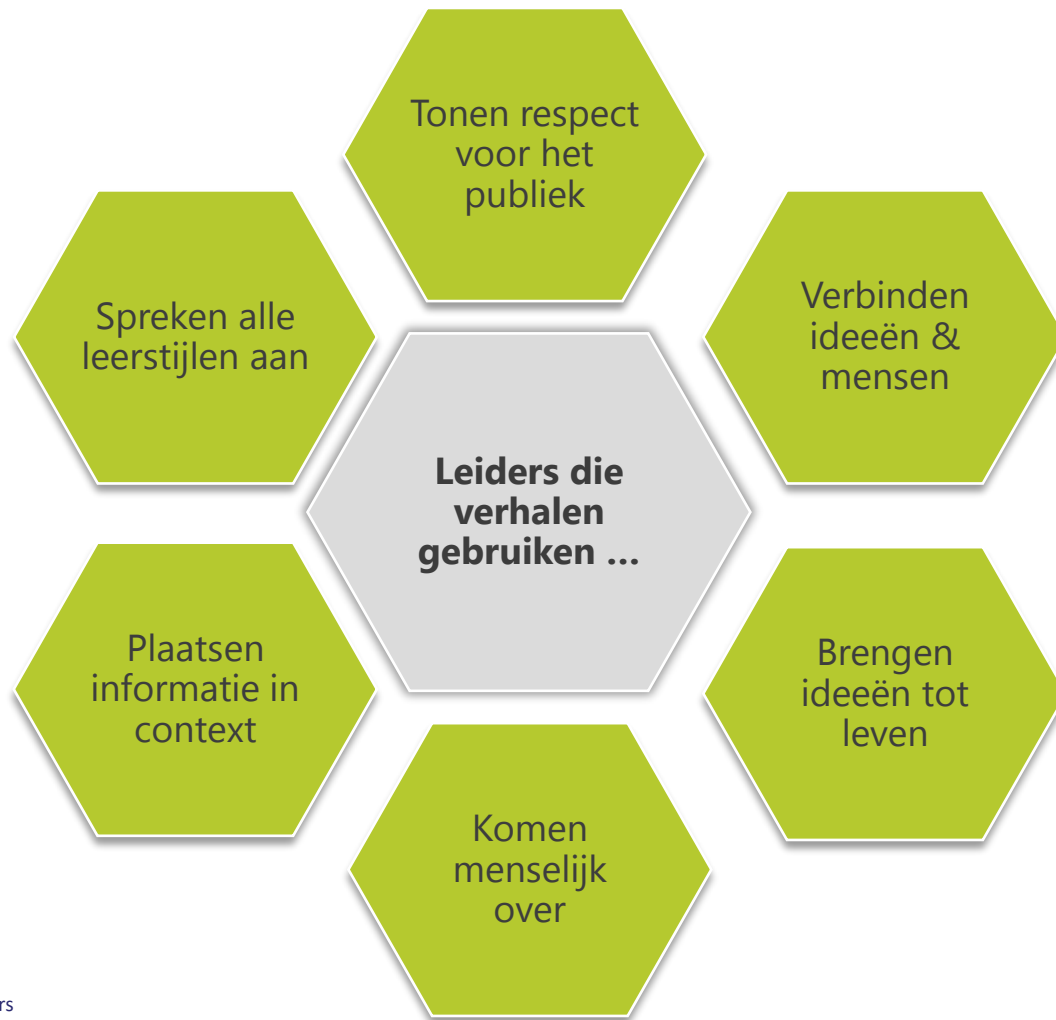 Tonen respect
voor het
publiek
Spreken alle
leerstijlen aan
Verbinden
ideeën &
mensen
Leiders die
verhalen
gebruiken …
Plaatsen
informatie in
context
Brengen
ideeën tot
leven
Komen
menselijk
over
rs